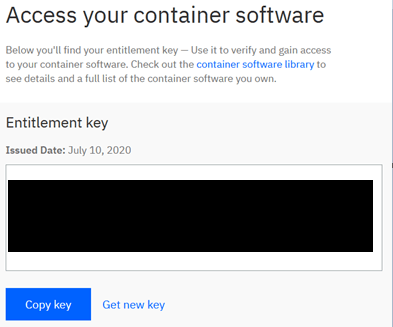 Access your container software
Below you'll find your entitlement key — Use it to verify and gain access
to your container software. Check out the container software library to
see details and a full list of the container software you own.
Entitlement key
Issued Date: July 10, 2020
Copy key
Get new key